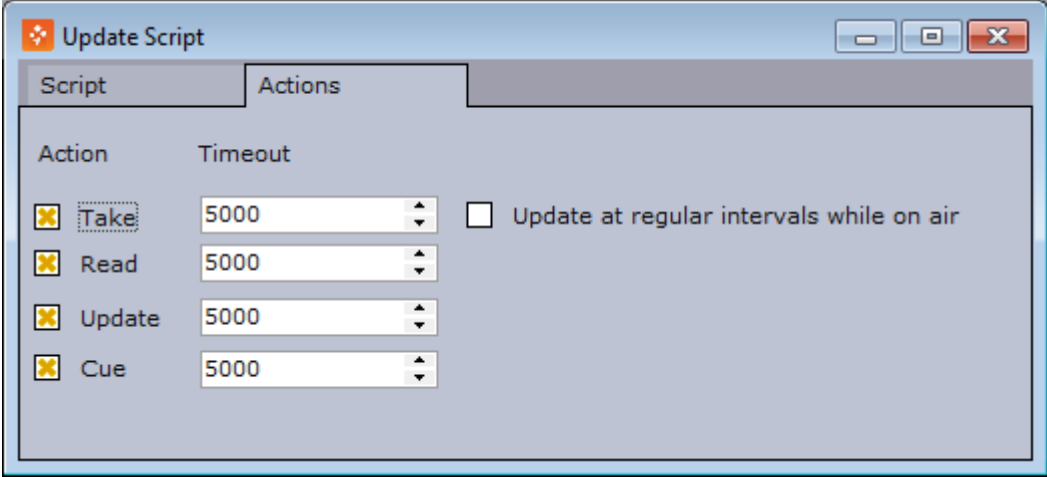 Update Script
Script Actions
Action Timeout
Take 5000 Update at regular intervals while on air
Read 5000
Update 5000
Cue 5000